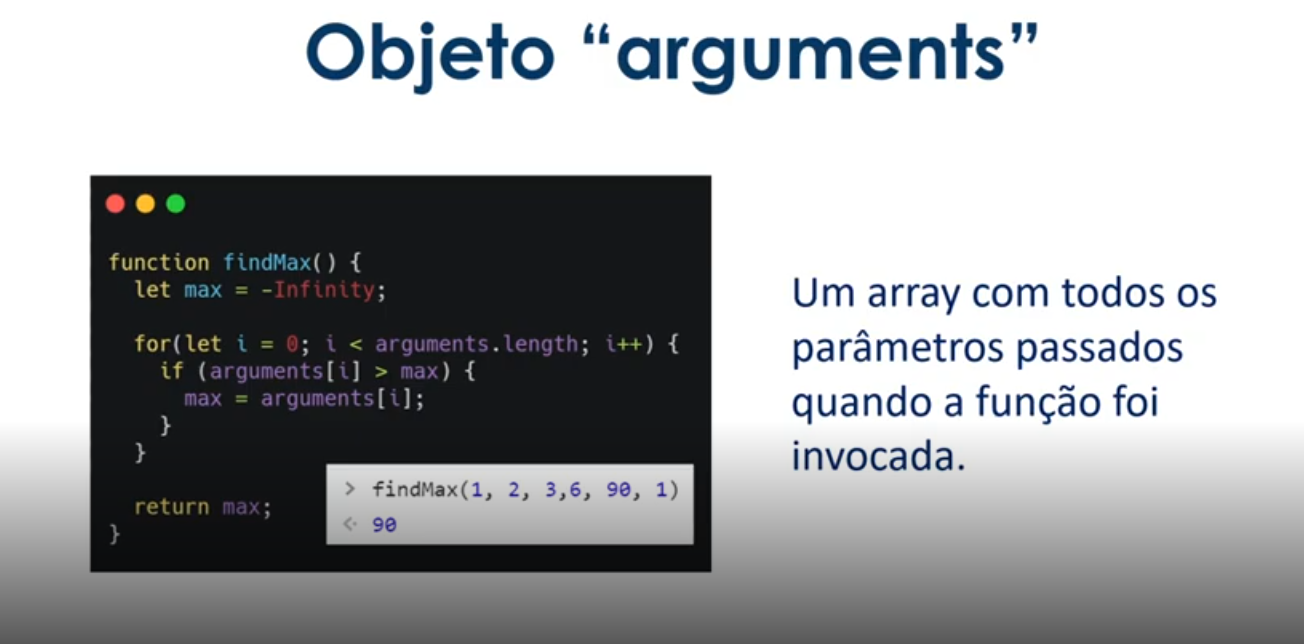 Objeto “arguments”
function findMax() {
let max = -Infinity;
for(let i = 0; i < arguments.length; i++) {
if (arguments[i] > max) {
max = arguments[i];
}
}
return max;
}
> findMax(1, 2, 3,6, 90, 1)
<· 90
Um array com todos os
parâmetros passados
quando a função foi
invocada.